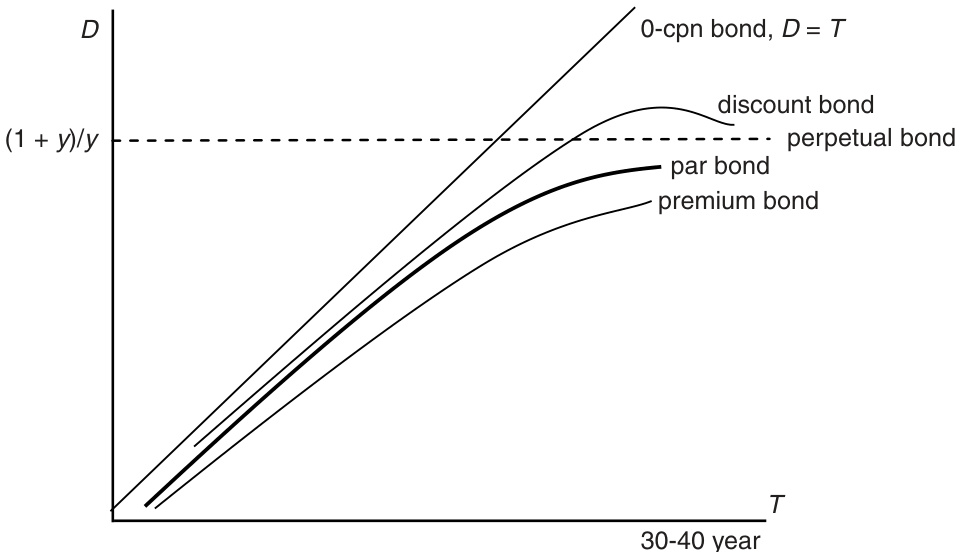 D
0-cpn bond, D = T
discount bond
(1 + y)/y
perpetual bond
par bond
premium bond
T
30-40 year